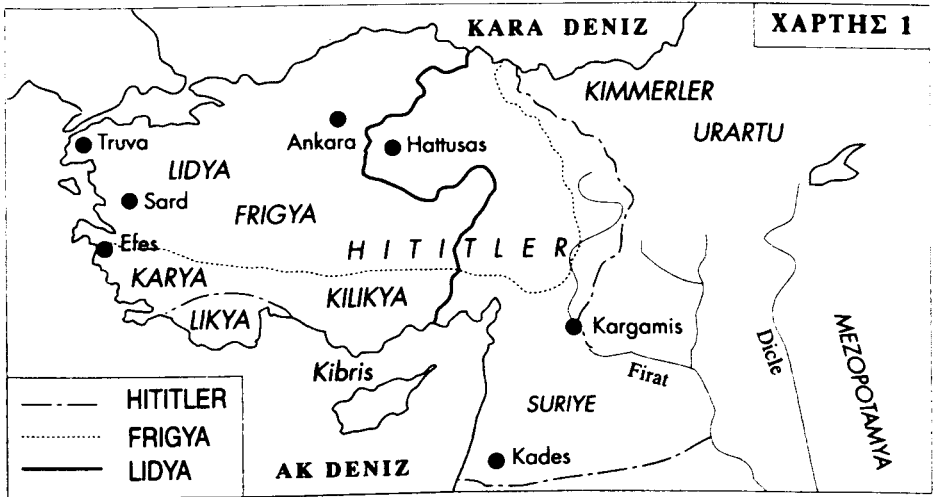 KARA DENIZ
ΧΑΡΤΗΣ 1
KIMMERLER
URARTU
Truva
Ankara
Hattusas
LIDYA
Sard
FRIGYA
Efes
HITITLER
KARYA
KILIKYA
LIKYA
Kargamis
Kibris
Firat
Dicle
MEZOPOTAMYA
SURIYE
Kades
AK DENIZ
HITITLER
FRIGYA
LIDYA